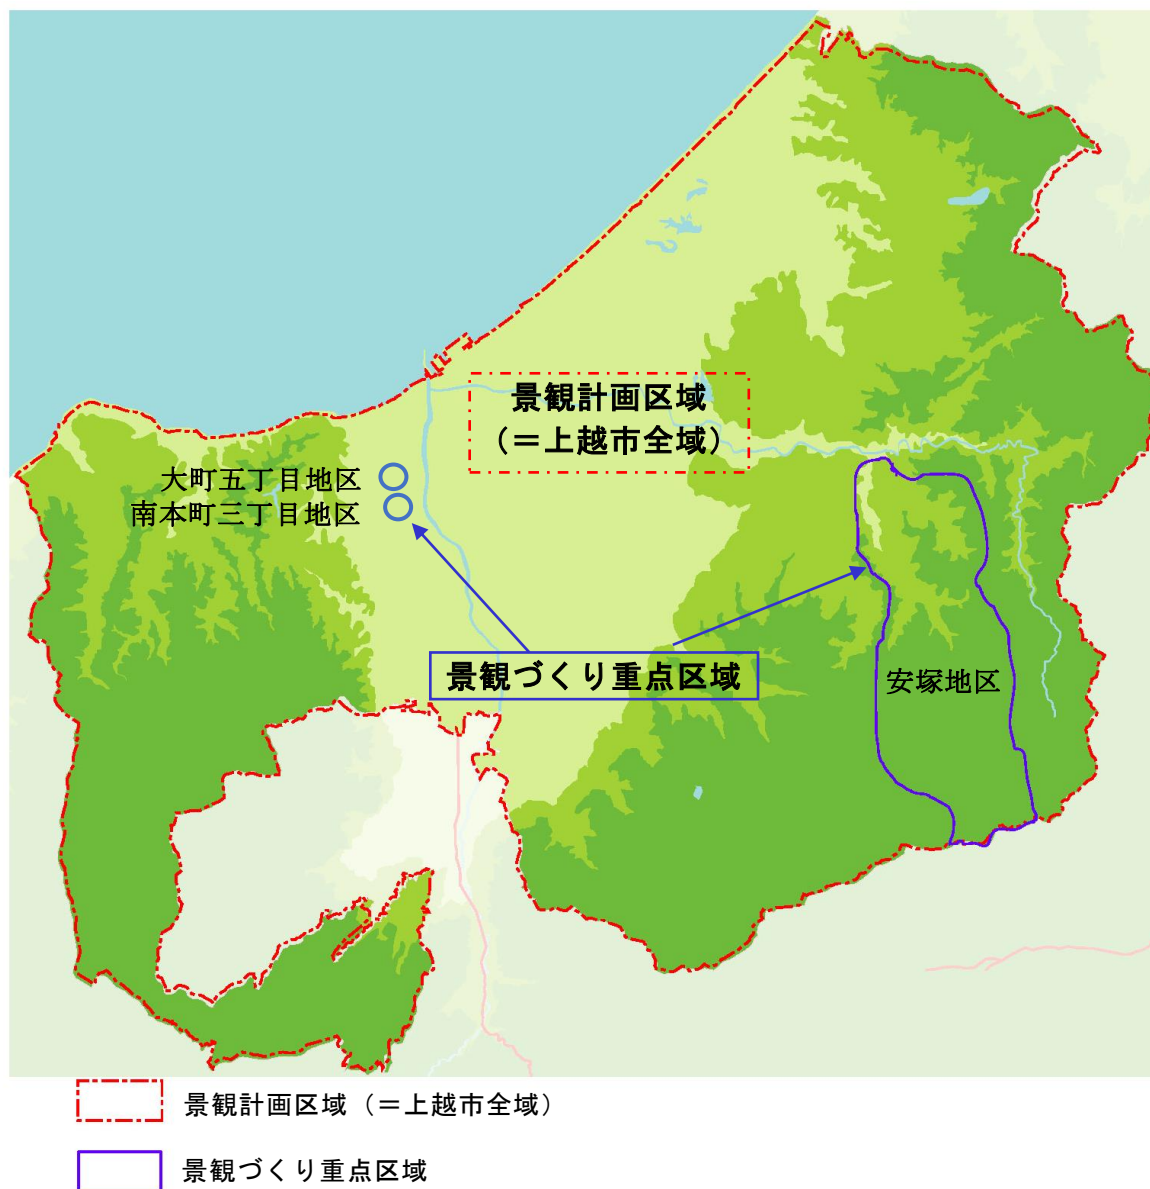 景観計画区域
（＝上越市全域）
大町五丁目地区
南本町三丁目地区
景観づくり重点区域
安塚地区
景観計画区域（＝上越市全域）
景観づくり重点区域